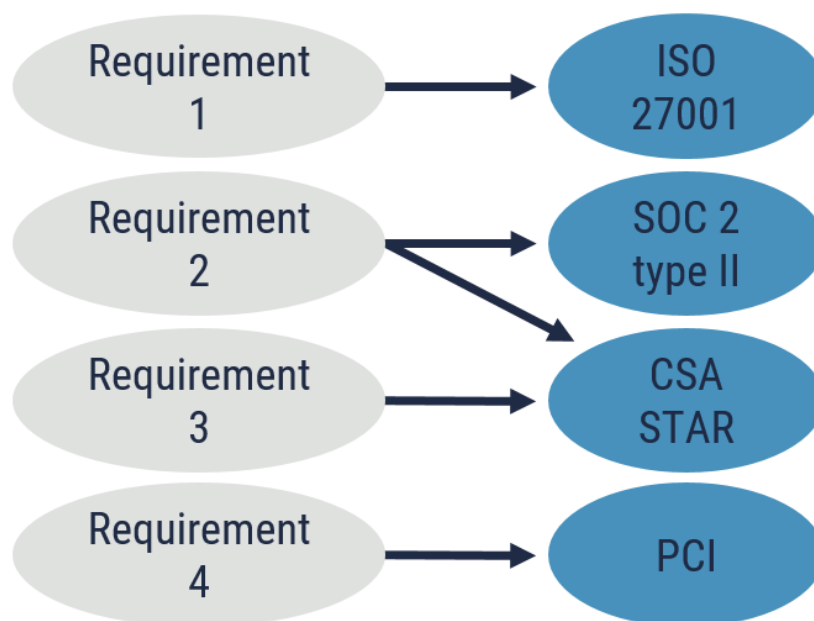 Requirement
1
ISO
27001
Requirement
2
SOC 2
type II
Requirement
3
CSA
STAR
Requirement
4
PCI